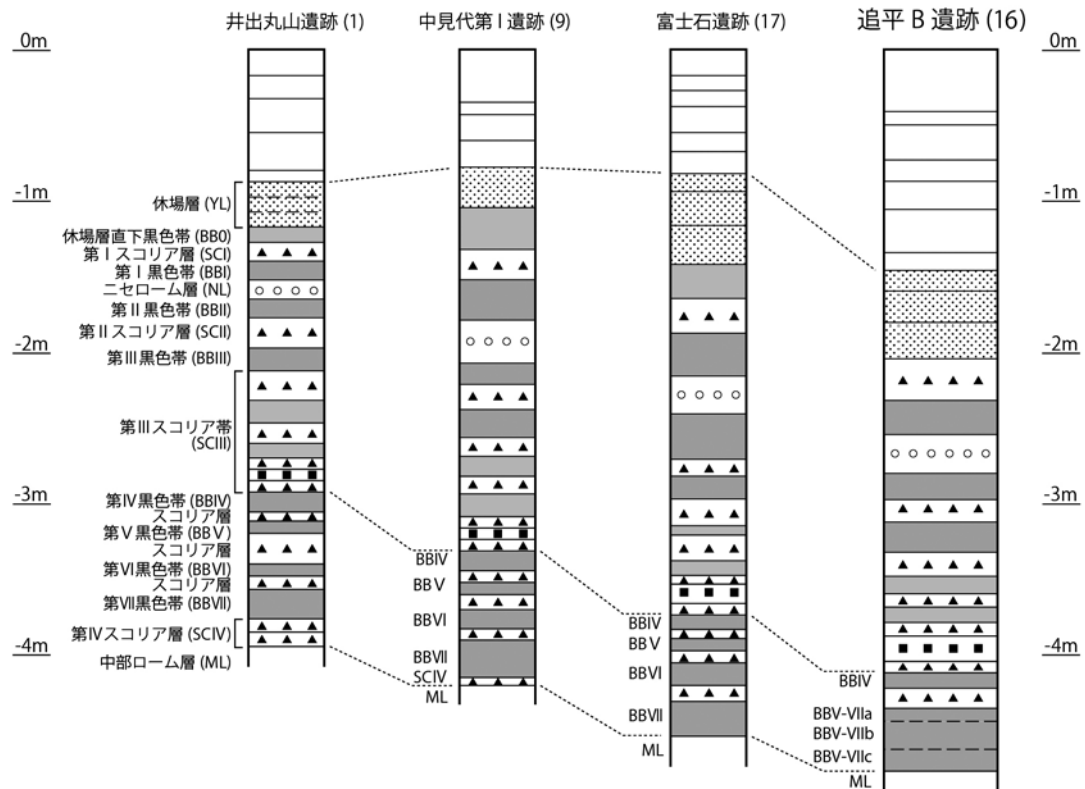 井出丸山遺跡 (1)
中見代第Ⅰ遺跡 (9)
富士石遺跡 (17)
追平 B 遺跡 (16)
0m
-1m
-2m
-3m
-4m
休場層 (YL)
休場層直下黒色帯 (BB0)
第Ⅰスコリア層 (SCI)
第Ⅰ黒色帯 (BBI)
ニセローム層 (NL)
第Ⅱ黒色帯 (BBII)
第Ⅱスコリア層 (SCII)
第Ⅲ黒色帯 (BBIII)
第Ⅲスコリア帯
(SCIII)
第Ⅳ黒色帯 (BBIV)
スコリア層
第Ⅴ黒色帯 (BBⅤ)
スコリア層
第Ⅵ黒色帯 (BBVI)
スコリア層
第Ⅶ黒色帯 (BBVII)
第Ⅳスコリア層 (SCIV)
中部ローム層 (ML)
BBIV
BBⅤ
BBVI
BBVII
SCIV
ML
BBIV
BBⅤ
BBVI
BBVII
ML
BBIV
BBV-VIIa
BBV-VIIb
BBV-VIIc
ML
0m
-1m
-2m
-3m
-4m